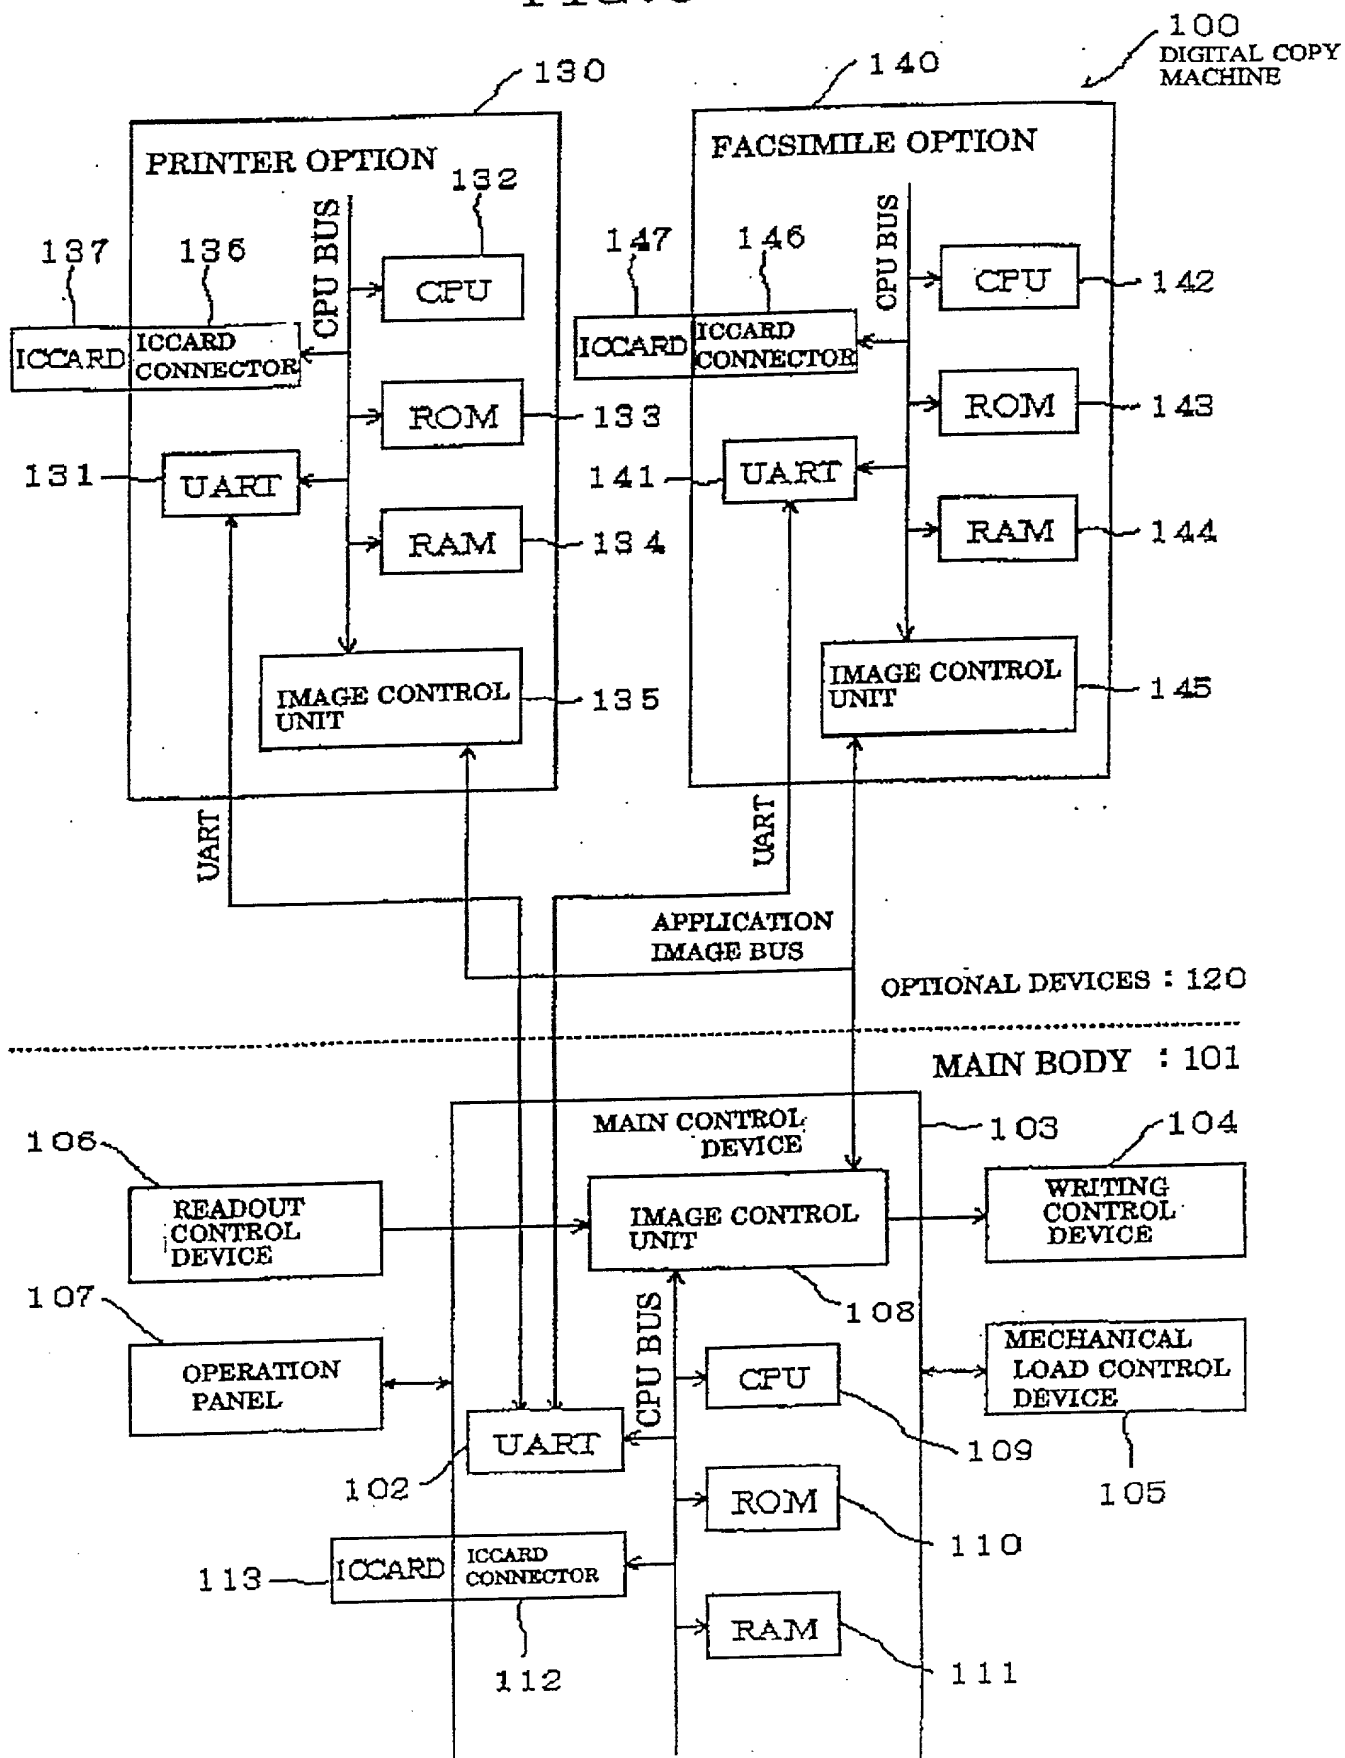 100
DIGITAL COPY
MACHINE
130
140
PRINTER OPTION
FACSIMILE OPTION
132
CPU BUS
CPU BUS
137
136
147
146
CPU
CPU
142
ICCARD
ICCARD
CONNECTOR
ICCARD
ICCARD
CONNECTOR
ROM
133
ROM
143
131
UART
141
UART
RAM
134
RAM
144
IMAGE CONTROL
UNIT
135
IMAGE CONTROL
UNIT
145
UART
UART
APPLICATION
IMAGE BUS
OPTIONAL DEVICES : 120
MAIN BODY : 101
MAIN CONTROL
DEVICE
103
104
106
READOUT
CONTROL
DEVICE
IMAGE CONTROL
UNIT
WRITING
CONTROL
DEVICE
107
108
OPERATION
PANEL
CPU BUS
CPU
MECHANICAL
LOAD CONTROL
DEVICE
UART
109
102
105
ROM
110
113
ICCARD
ICCARD
CONNECTOR
RAM
112
111